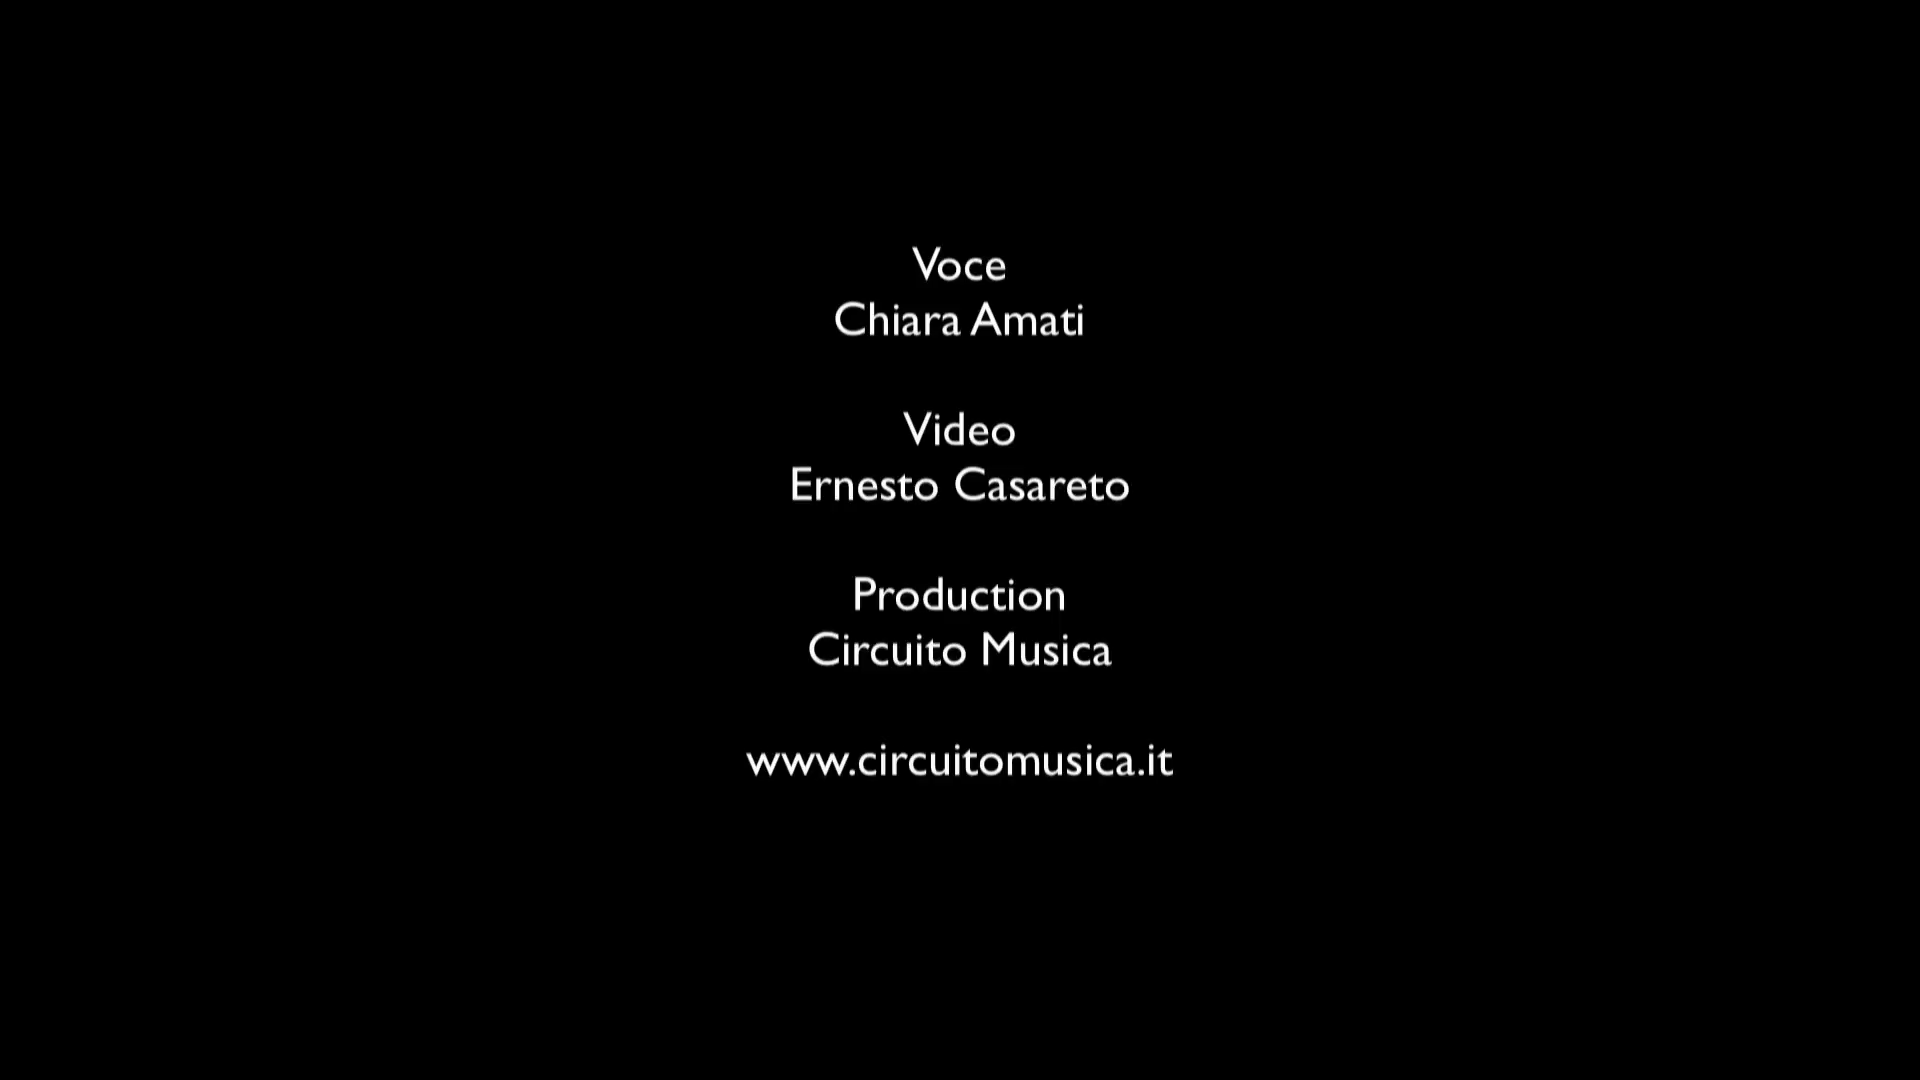 Voce
Chiara Amati
Video
Ernesto Casareto
Production
Circuito Musica
www.circuitomusica.it